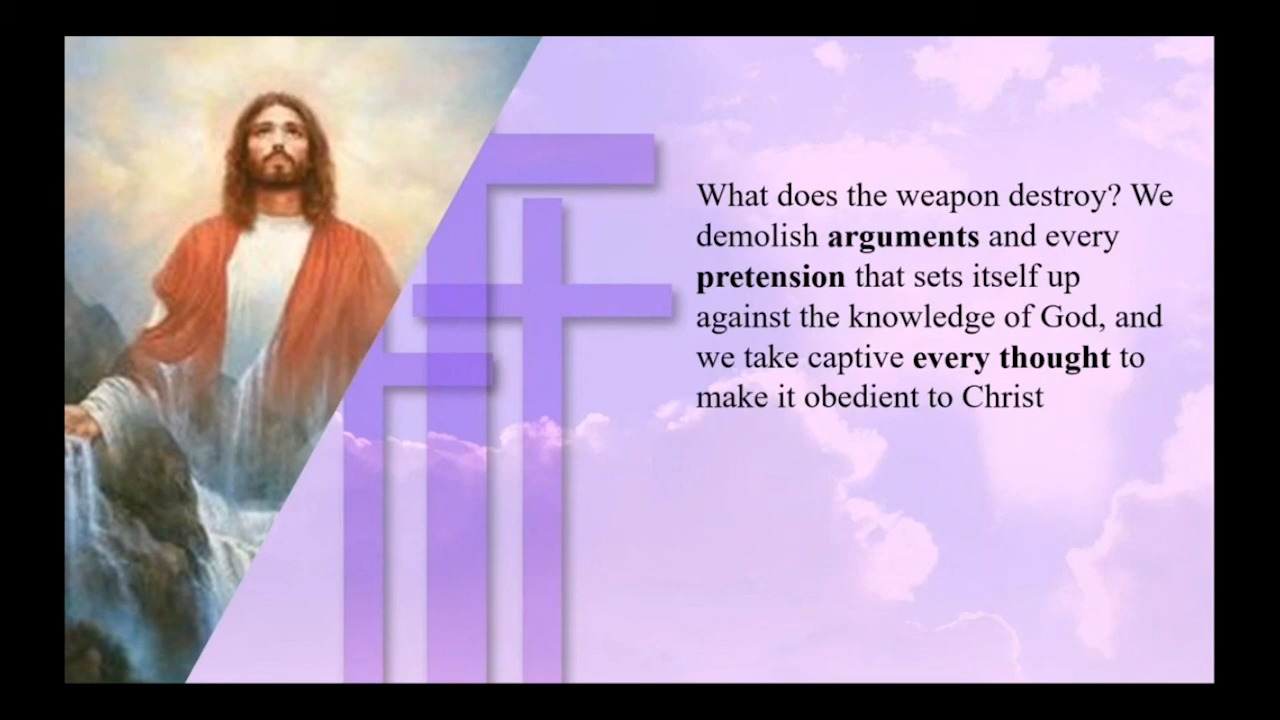 What does the weapon destroy? We
demolish arguments and every
pretension that sets itself up
against the knowledge of God, and
we take captive every thought to
make it obedient to Christ